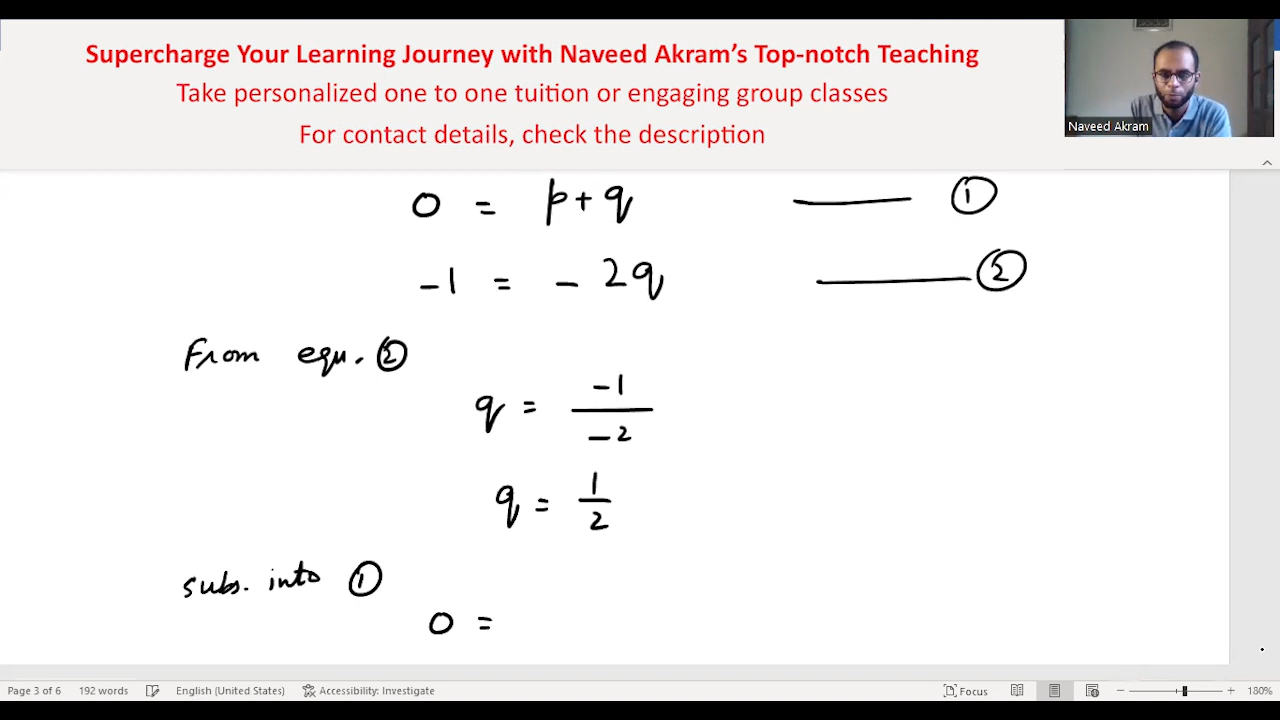 Supercharge Your Learning Journey with Naveed Akram's Top-notch Teaching
Take personalized one to one tuition or engaging group classes
For contact details, check the description
Naveed Akram
0 = p + q ——— ①
-1 = - 2q ——— ②
From equ. ②
q = -1 / -2
q = 1 / 2
subs. into ①
0 =
Page 3 of 6 192 words English (United States) Accessibility: Investigate Focus 180%